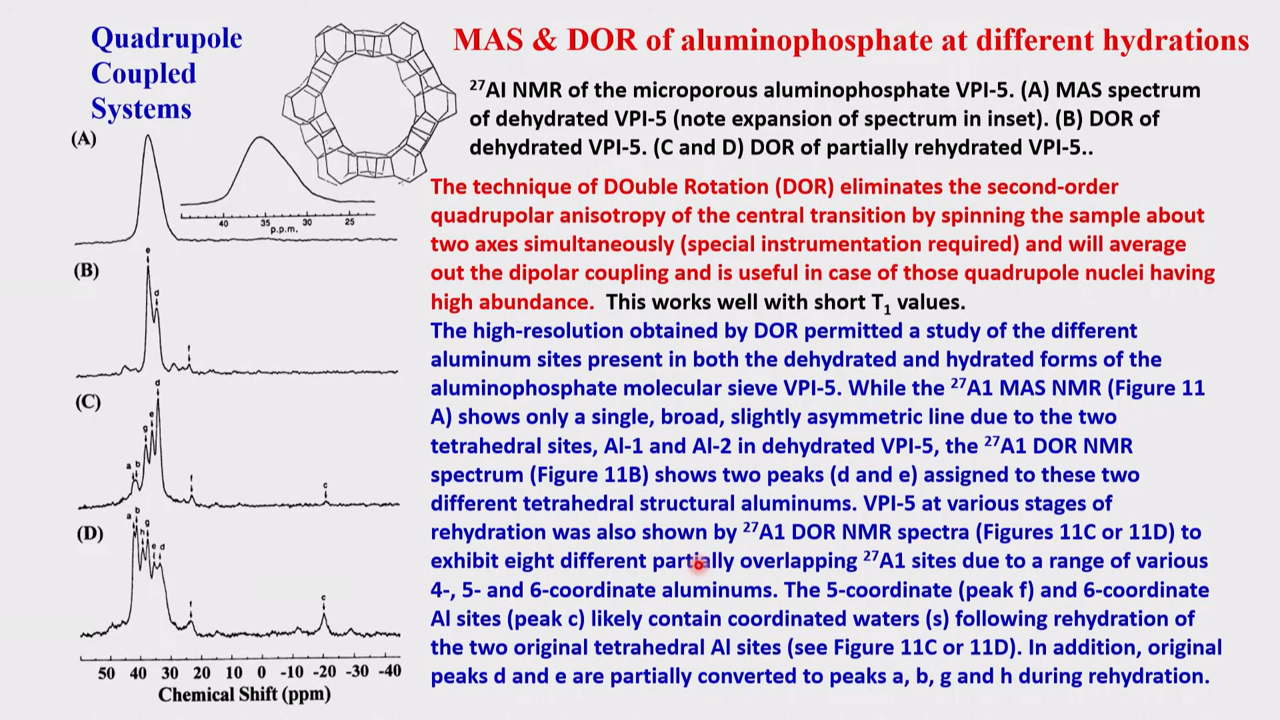 Quadrupole
Coupled
Systems
MAS & DOR of aluminophosphate at different hydrations
²⁷Al NMR of the microporous aluminophosphate VPI-5. (A) MAS spectrum
of dehydrated VPI-5 (note expansion of spectrum in inset). (B) DOR of
dehydrated VPI-5. (C and D) DOR of partially rehydrated VPI-5..
The technique of DOuble Rotation (DOR) eliminates the second-order
quadrupolar anisotropy of the central transition by spinning the sample about
two axes simultaneously (special instrumentation required) and will average
out the dipolar coupling and is useful in case of those quadrupole nuclei having
high abundance. This works well with short T₁ values.
The high-resolution obtained by DOR permitted a study of the different
aluminum sites present in both the dehydrated and hydrated forms of the
aluminophosphate molecular sieve VPI-5. While the ²⁷A1 MAS NMR (Figure 11
A) shows only a single, broad, slightly asymmetric line due to the two
tetrahedral sites, Al-1 and Al-2 in dehydrated VPI-5, the ²⁷A1 DOR NMR
spectrum (Figure 11B) shows two peaks (d and e) assigned to these two
different tetrahedral structural aluminums. VPI-5 at various stages of
rehydration was also shown by ²⁷A1 DOR NMR spectra (Figures 11C or 11D) to
exhibit eight different partially overlapping ²⁷A1 sites due to a range of various
4-, 5- and 6-coordinate aluminums. The 5-coordinate (peak f) and 6-coordinate
Al sites (peak c) likely contain coordinated waters (s) following rehydration of
the two original tetrahedral Al sites (see Figure 11C or 11D). In addition, original
peaks d and e are partially converted to peaks a, b, g and h during rehydration.
(A)
40 35 30 25
p.p.m.
(B)
e
d
(C)
a b g e d
c
(D)
a b h g e d
c
50 40 30 20 10 0 -10 -20 -30 -40
Chemical Shift (ppm)